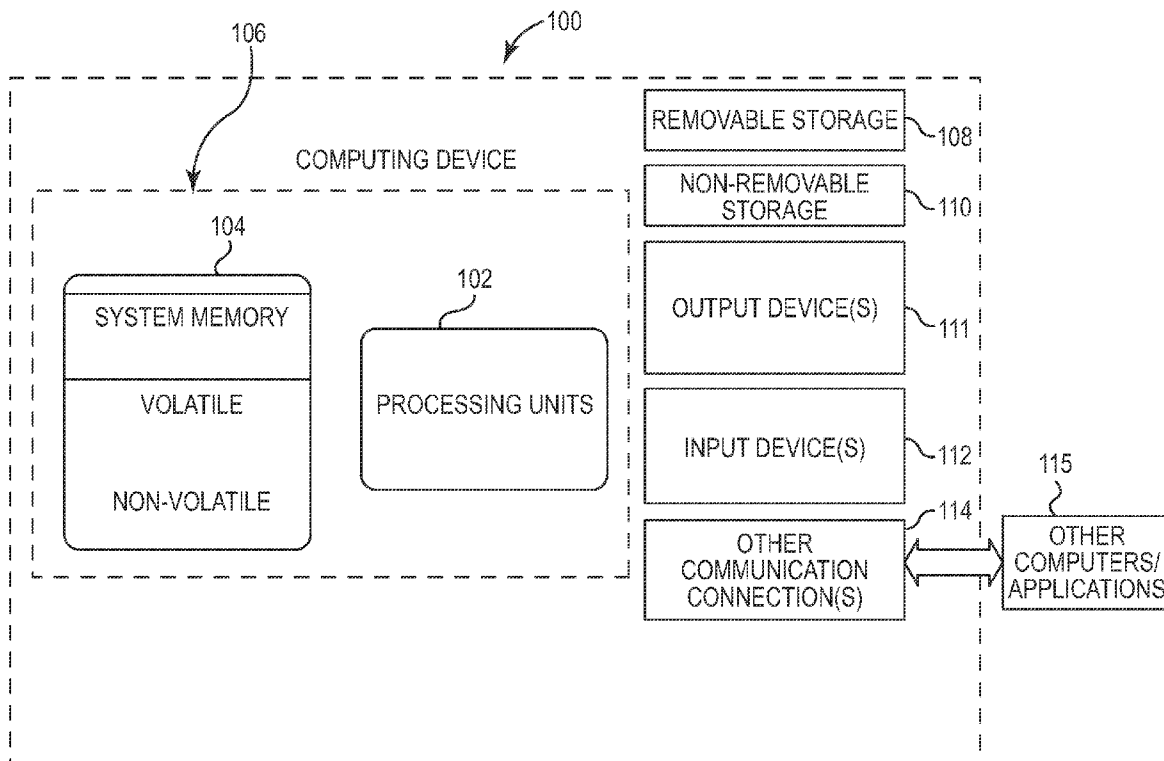 100
106
REMOVABLE STORAGE
108
COMPUTING DEVICE
NON-REMOVABLE
STORAGE
110
104
SYSTEM MEMORY
VOLATILE
NON-VOLATILE
102
PROCESSING UNITS
OUTPUT DEVICE(S)
111
INPUT DEVICE(S)
112
114
OTHER
COMMUNICATION
CONNECTION(S)
115
OTHER
COMPUTERS/
APPLICATIONS